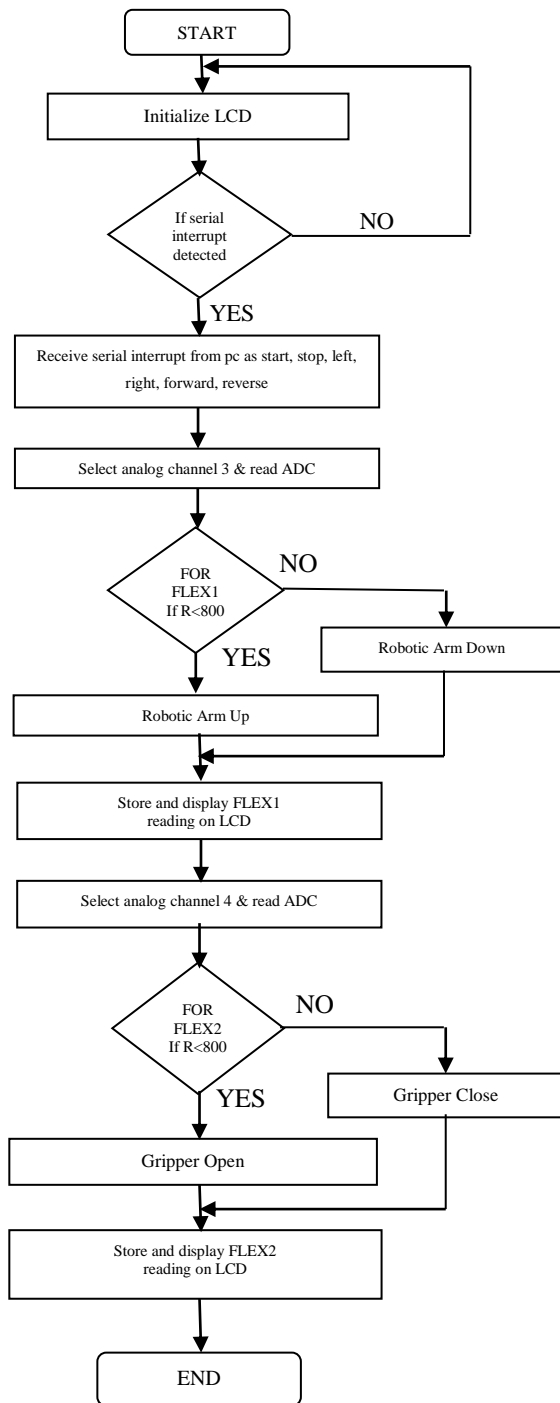 START
Initialize LCD
If serial
interrupt
detected
NO
YES
Receive serial interrupt from pc as start, stop, left,
right, forward, reverse
Select analog channel 3 & read ADC
FOR
FLEX1
If R<800
NO
YES
Robotic Arm Down
Robotic Arm Up
Store and display FLEX1
reading on LCD
Select analog channel 4 & read ADC
FOR
FLEX2
If R<800
NO
YES
Gripper Close
Gripper Open
Store and display FLEX2
reading on LCD
END